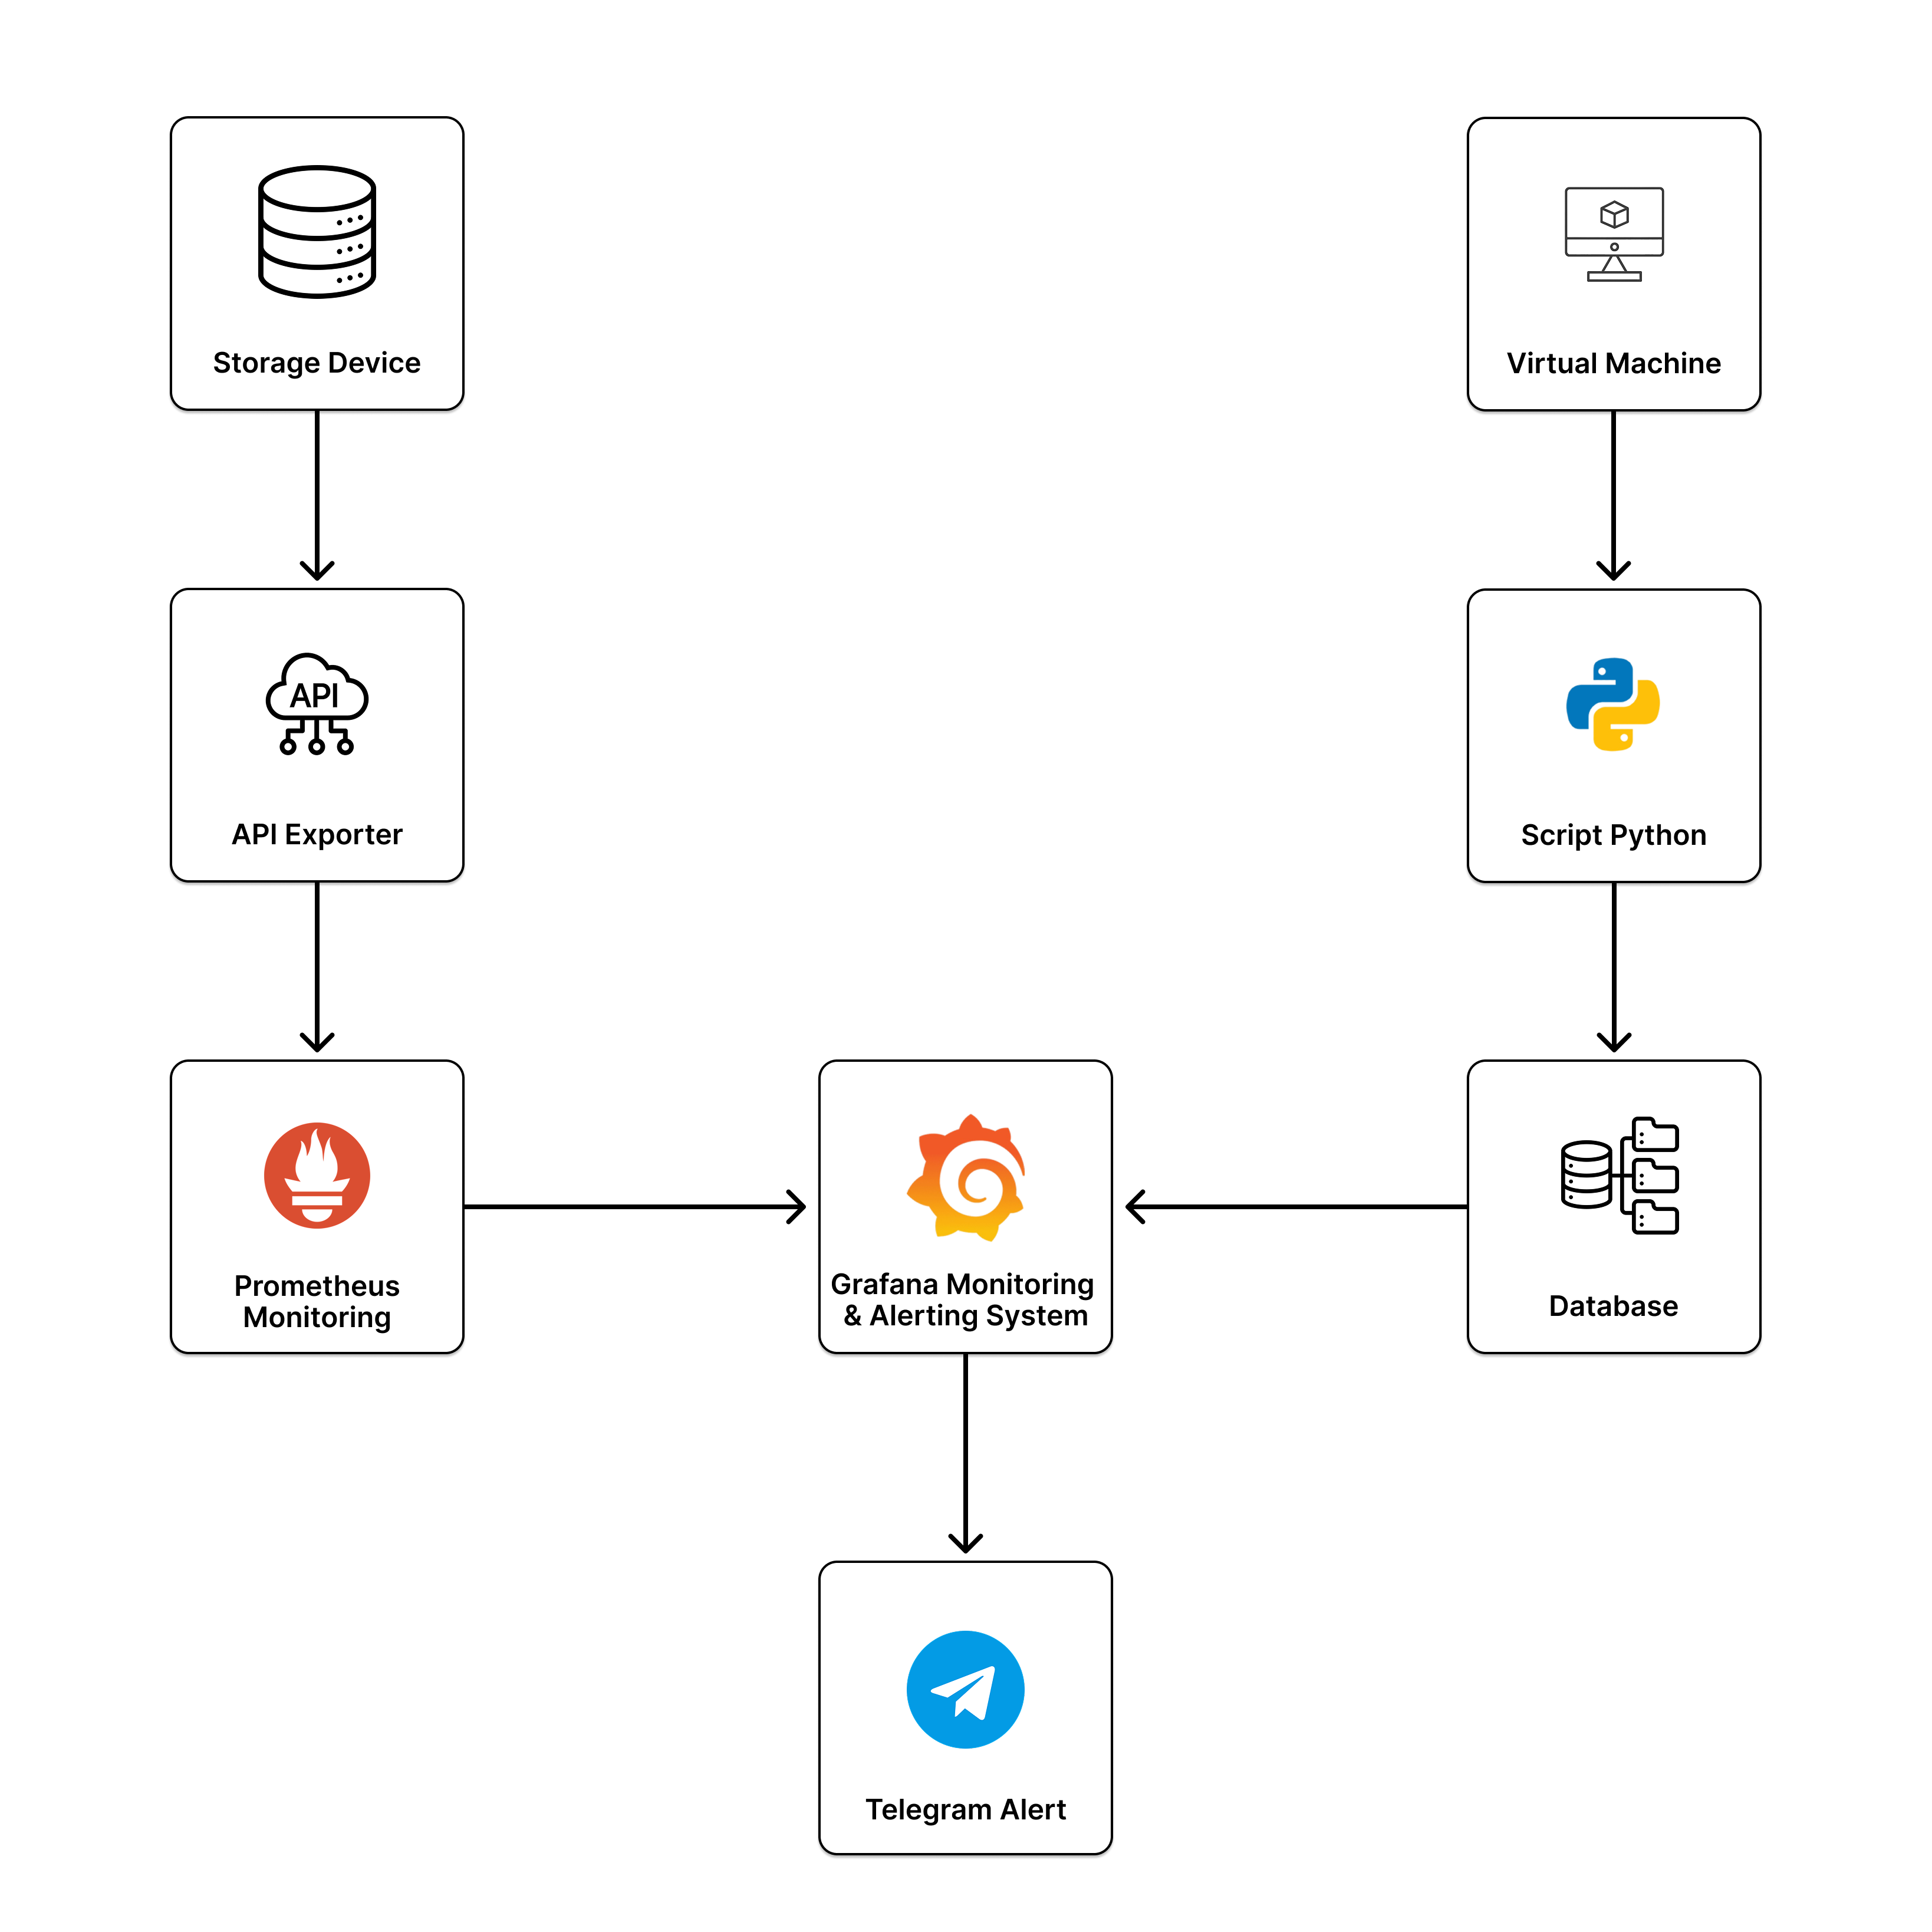 Storage Device
Virtual Machine
API
API Exporter
Script Python
Prometheus
Monitoring
Grafana Monitoring
& Alerting System
Database
Telegram Alert